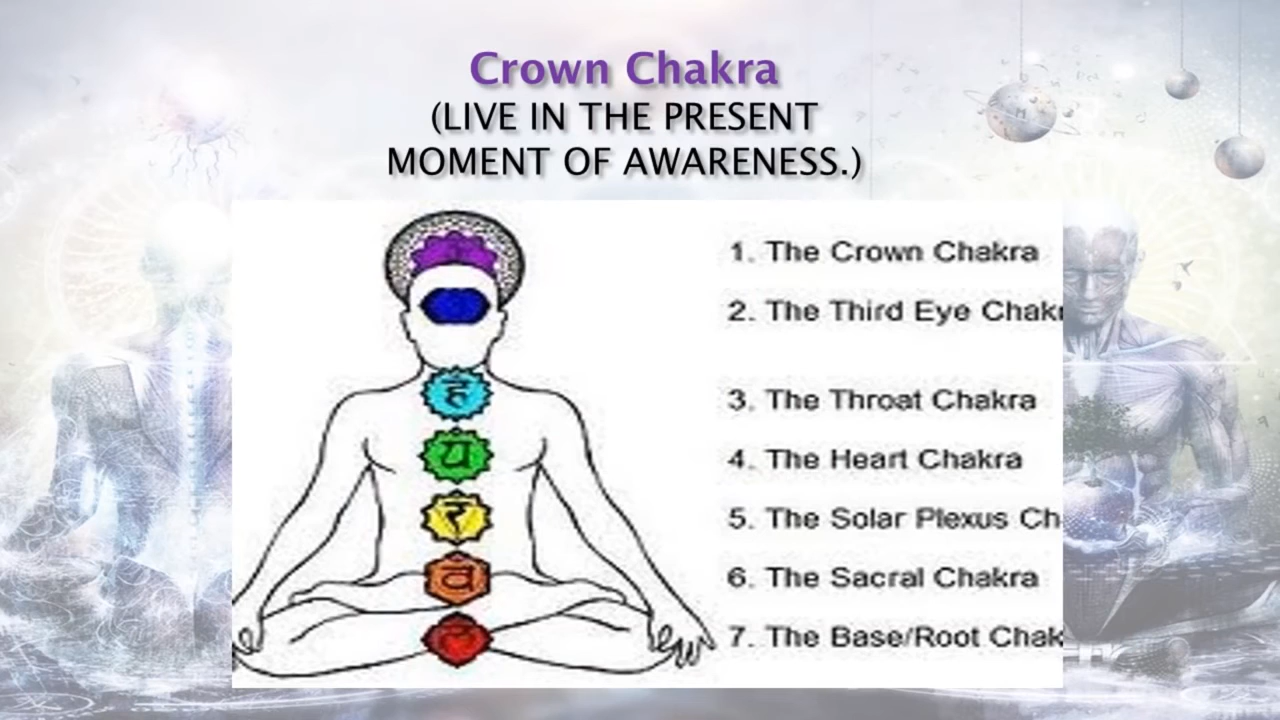 Crown Chakra
(LIVE IN THE PRESENT
MOMENT OF AWARENESS.)
1. The Crown Chakra
2. The Third Eye Chak
3. The Throat Chakra
4. The Heart Chakra
5. The Solar Plexus Ch
6. The Sacral Chakra
7. The Base/Root Chak
ह
य
र
व